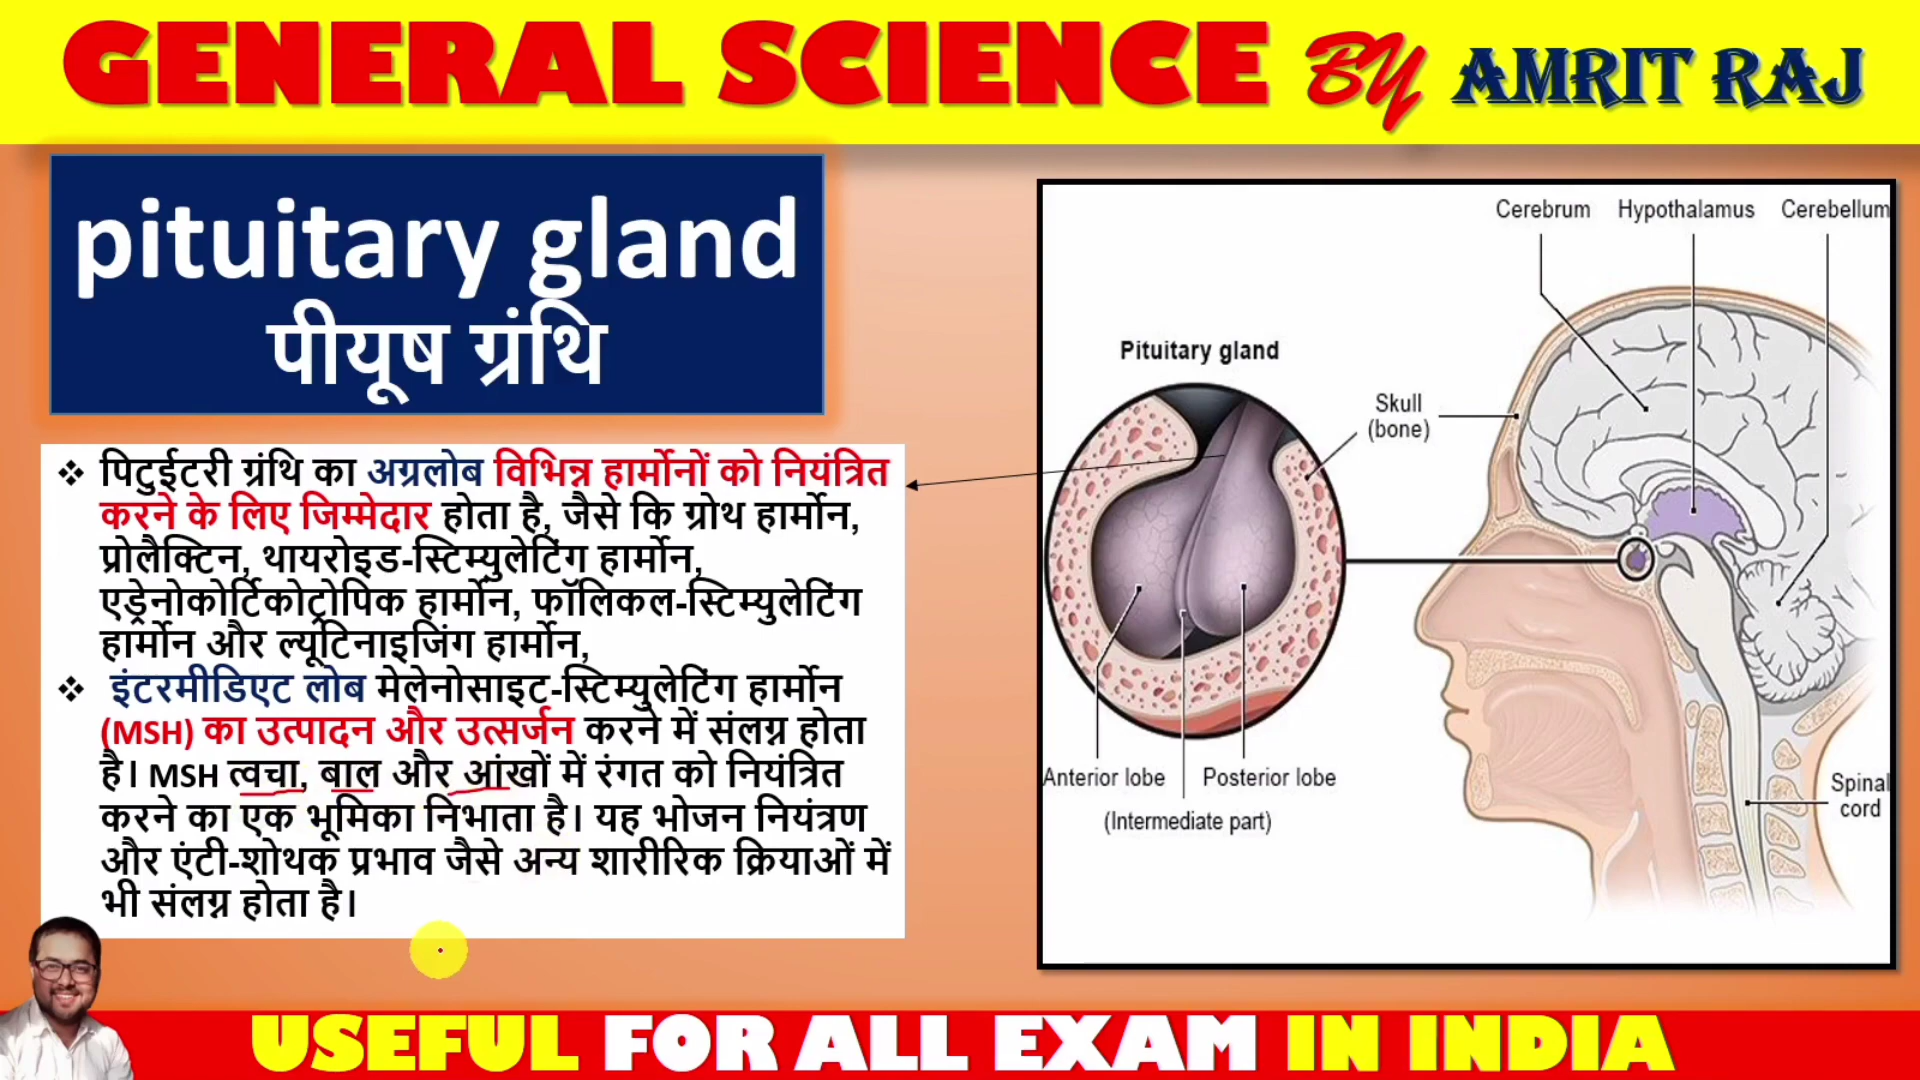 GENERAL SCIENCE BY AMRIT RAJ
pituitary gland
पीयूष ग्रंथि
❖ पिटुईटरी ग्रंथि का अग्रलोब विभिन्न हार्मोनों को नियंत्रित
करने के लिए जिम्मेदार होता है, जैसे कि ग्रोथ हार्मोन,
प्रोलैक्टिन, थायरोइड-स्टिम्युलेटिंग हार्मोन,
एड्रेनोकोर्टिकोट्रोपिक हार्मोन, फॉलिकल-स्टिम्युलेटिंग
हार्मोन और ल्यूटिनाइजिंग हार्मोन,
❖ इंटरमीडिएट लोब मेलेनोसाइट-स्टिम्युलेटिंग हार्मोन
(MSH) का उत्पादन और उत्सर्जन करने में संलग्न होता
है। MSH त्वचा, बाल और आंखों में रंगत को नियंत्रित
करने का एक भूमिका निभाता है। यह भोजन नियंत्रण
और एंटी-शोथक प्रभाव जैसे अन्य शारीरिक क्रियाओं में
भी संलग्न होता है।
Cerebrum Hypothalamus Cerebellum
Pituitary gland
Skull
(bone)
Anterior lobe Posterior lobe
(Intermediate part)
Spinal
cord
USEFUL FOR ALL EXAM IN INDIA